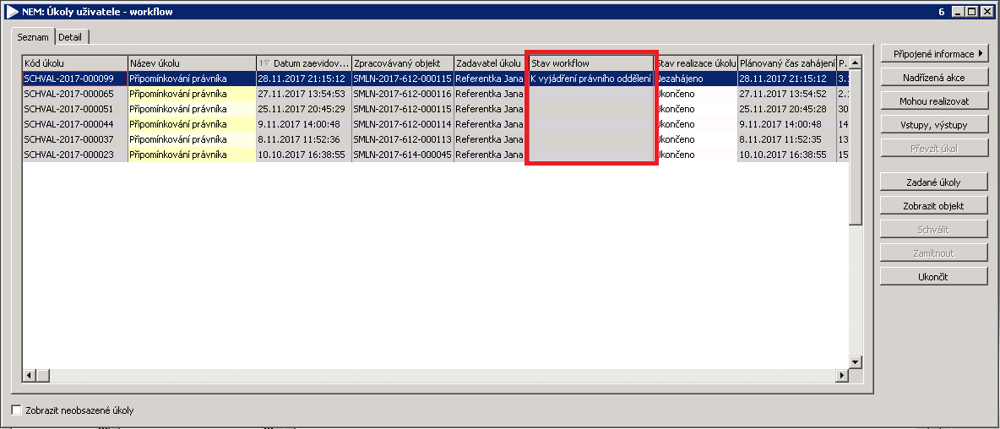 NEM: Úkoly uživatele - workflow 6
Seznam Detail
Kód úkolu Název úkolu 1 Datum zaevidov... Zpracovávaný objekt Zadavatel úkolu Stav workflow Stav realizace úkolu Plánovaný čas zahájení P.
SCHVAL-2017-000099 Připomínkování právníka 28.11.2017 21:15:12 SMLN-2017-612-000115 Referentka Jana K vyjádření právního oddělení Nezahájeno 28.11.2017 21:15:12 3.1
SCHVAL-2017-000065 Připomínkování právníka 27.11.2017 13:54:53 SMLN-2017-612-000116 Referentka Jana Ukončeno 27.11.2017 13:54:52 2.1
SCHVAL-2017-000051 Připomínkování právníka 25.11.2017 20:45:29 SMLN-2017-612-000115 Referentka Jana Ukončeno 25.11.2017 20:45:28 30
SCHVAL-2017-000044 Připomínkování právníka 9.11.2017 14:00:48 SMLN-2017-612-000114 Referentka Jana Ukončeno 9.11.2017 14:00:48 14
SCHVAL-2017-000037 Připomínkování právníka 8.11.2017 11:52:36 SMLN-2017-612-000113 Referentka Jana Ukončeno 8.11.2017 11:52:35 13
SCHVAL-2017-000023 Připomínkování právníka 10.10.2017 16:38:55 SMLN-2017-614-000045 Referentka Jana Ukončeno 10.10.2017 16:38:55 15
Připojené informace
Nadřízená akce
Mohou realizovat
Vstupy, výstupy
Převzít úkol
Zadané úkoly
Zobrazit objekt
Schválit
Zamítnout
Ukončit
Zobrazit neobsazené úkoly